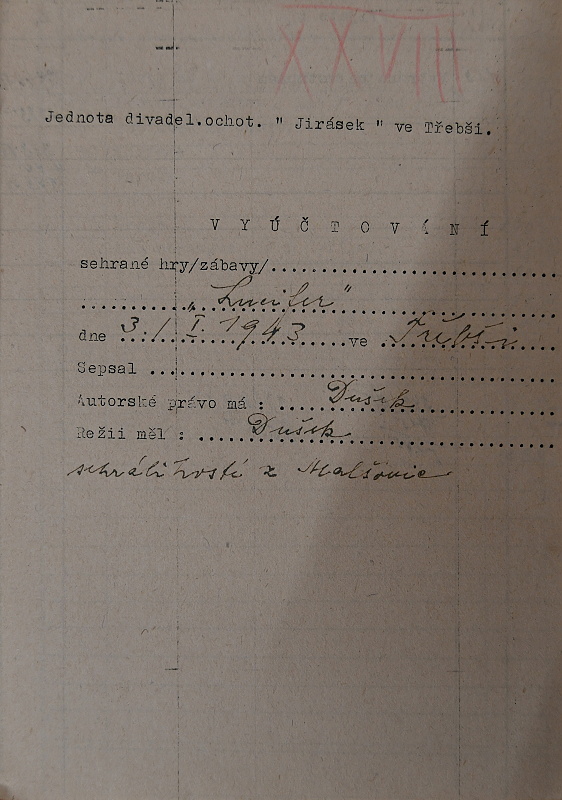 XXVIII
Jednota divadel.ochot. " Jirásek " ve Třebši.
VYÚČTOVÁNÍ
sehrané hry/zábavy/..............................
............„Lucifer"..............................
dne 3./I. 1943 ve Třebši
Sepsal ..............................
Autorské právo má : ....Dušek..............
Režii měl : ......Dušek..............
sehráli hosté z Malšovic